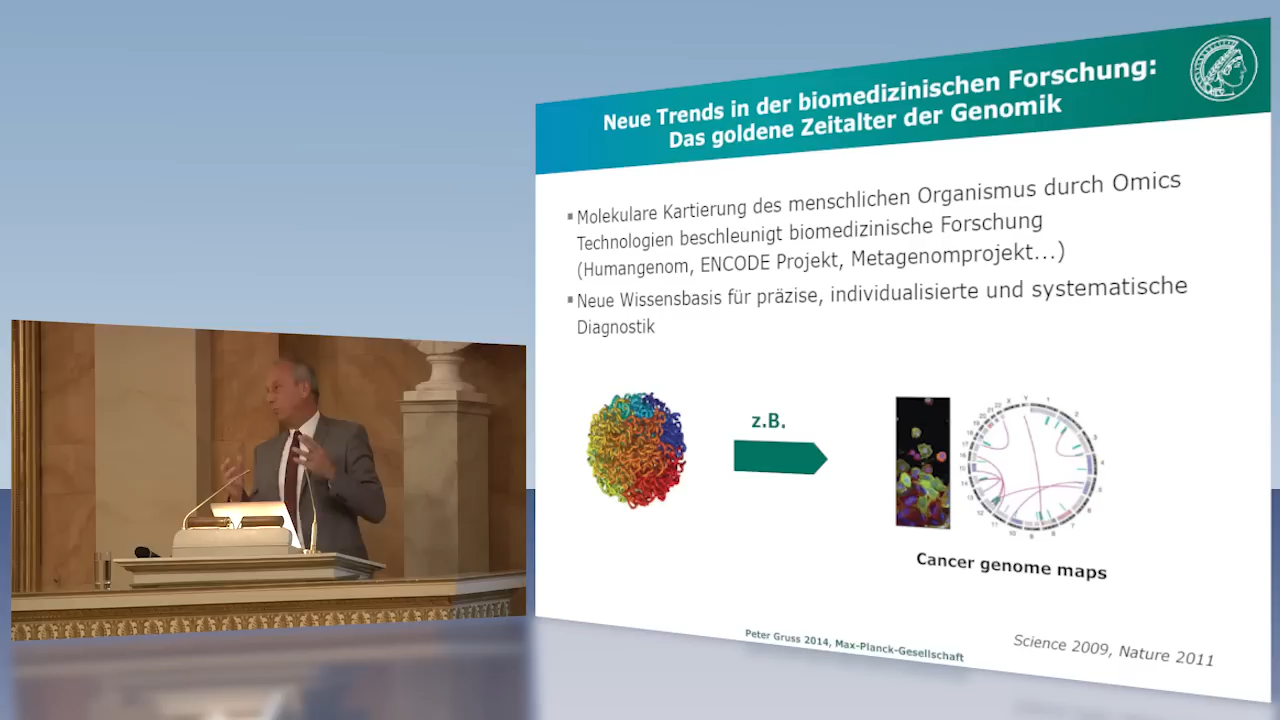 Neue Trends in der biomedizinischen Forschung:
Das goldene Zeitalter der Genomik
Molekulare Kartierung des menschlichen Organismus durch Omics
Technologien beschleunigt biomedizinische Forschung
(Humangenom, ENCODE Projekt, Metagenomprojekt...)
Neue Wissensbasis für präzise, individualisierte und systematische
Diagnostik
z.B.
Cancer genome maps
Peter Gruss 2014, Max-Planck-Gesellschaft
Science 2009, Nature 2011